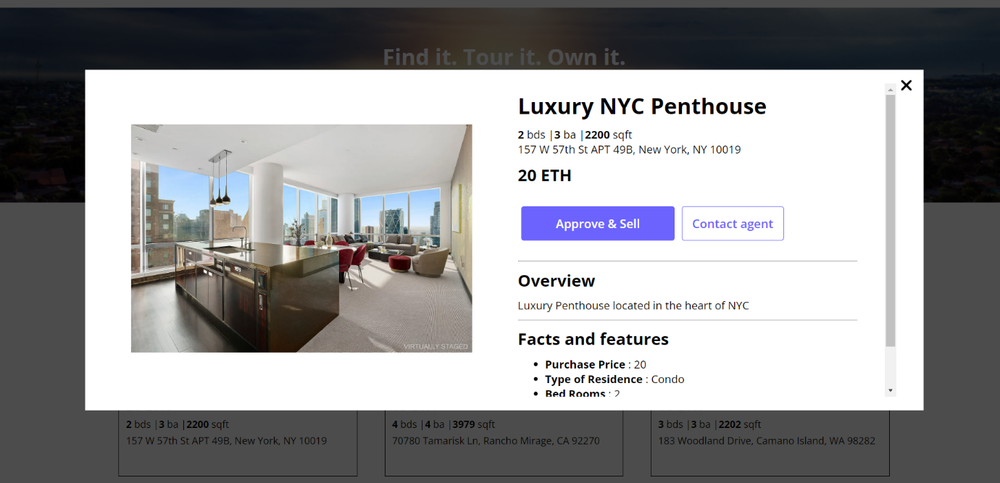 Find it. Tour it. Own it.
Luxury NYC Penthouse
2 bds |3 ba |2200 sqft
157 W 57th St APT 49B, New York, NY 10019
20 ETH
Approve & Sell
Contact agent
Overview
Luxury Penthouse located in the heart of NYC
Facts and features
• Purchase Price : 20
• Type of Residence : Condo
• Bed Rooms : 2
VIRTUALLY STAGED
2 bds |3 ba |2200 sqft
157 W 57th St APT 49B, New York, NY 10019
4 bds |4 ba |3979 sqft
70780 Tamarisk Ln, Rancho Mirage, CA 92270
3 bds |3 ba |2202 sqft
183 Woodland Drive, Camano Island, WA 98282